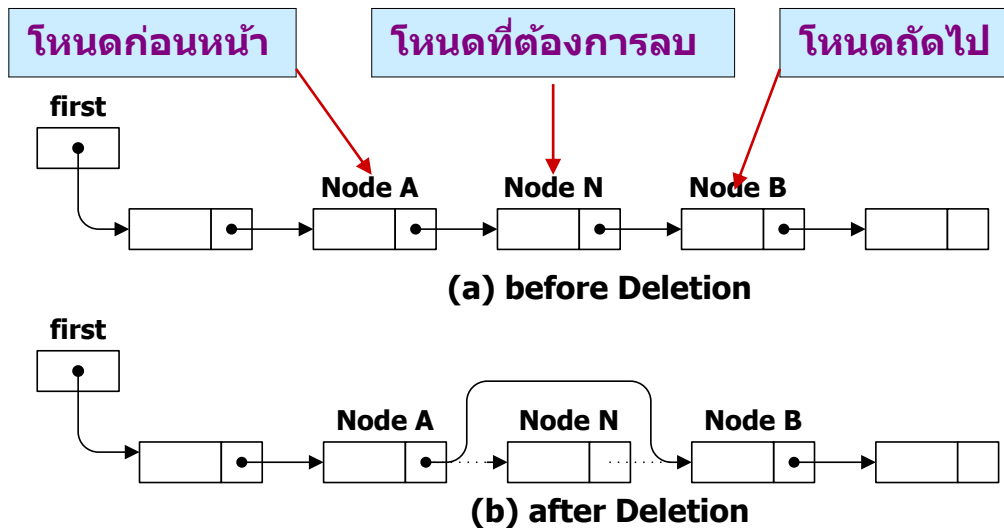 โหนดก่อนหน้า
โหนดที่ต้องการลบ
โหนดถัดไป
first
Node A
Node N
Node B
(a) before Deletion
first
Node A
Node N
Node B
(b) after Deletion